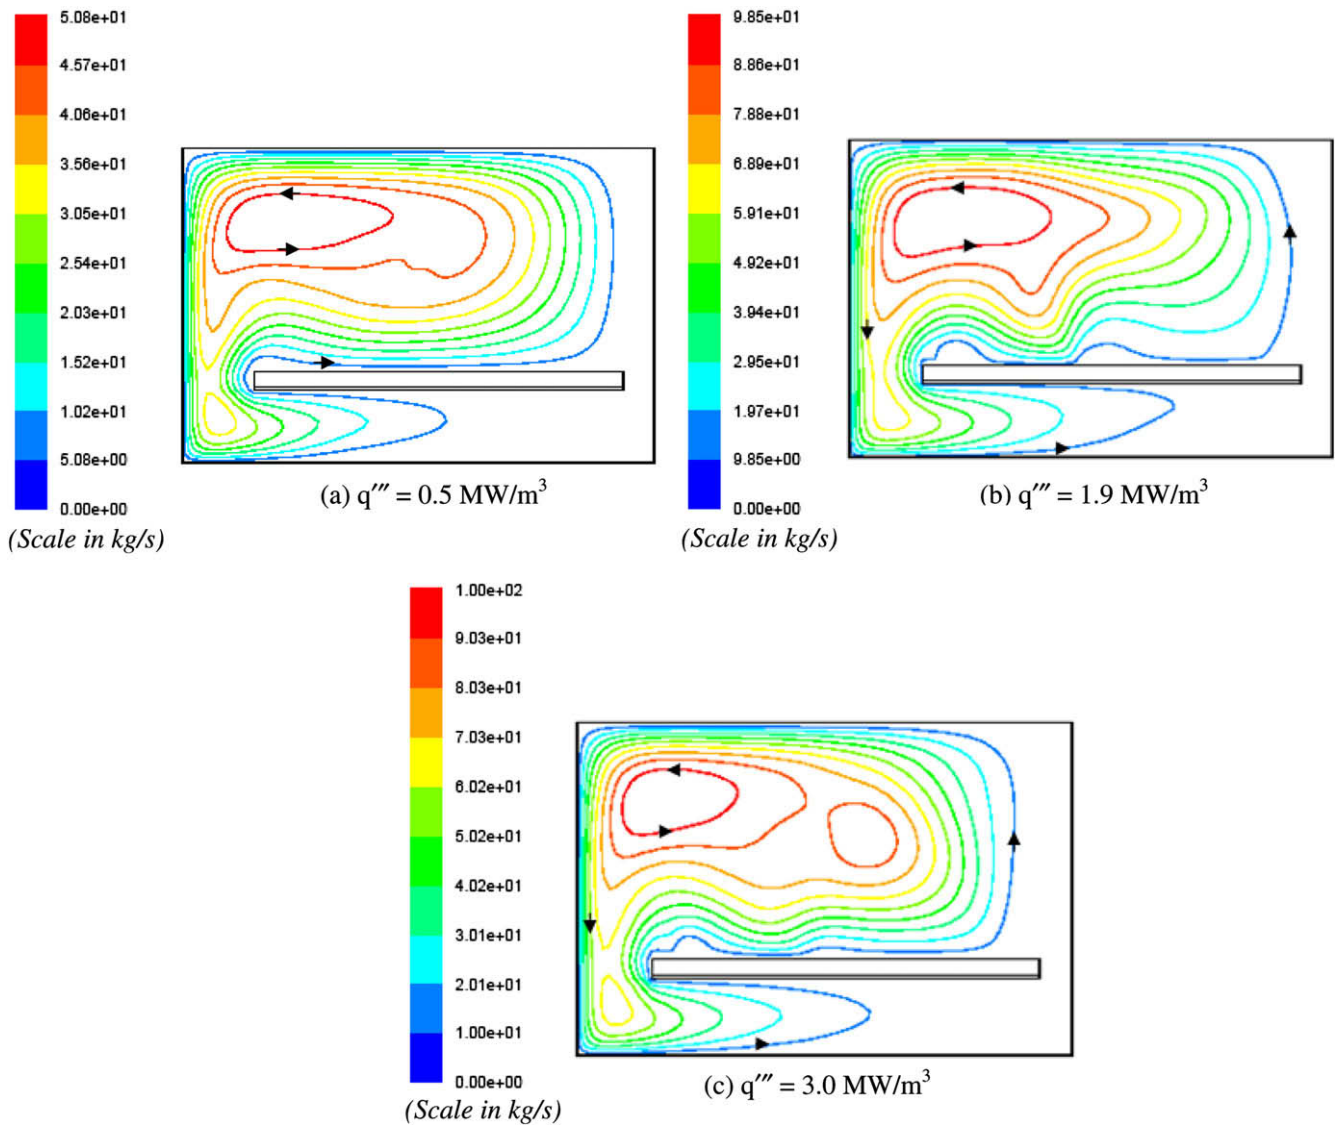 5.08e+01
4.57e+01
4.06e+01
3.56e+01
3.05e+01
2.54e+01
2.03e+01
1.52e+01
1.02e+01
5.08e+00
0.00e+00
(Scale in kg/s)
(a) q‴ = 0.5 MW/m³
9.85e+01
8.86e+01
7.88e+01
6.89e+01
5.91e+01
4.92e+01
3.94e+01
2.95e+01
1.97e+01
9.85e+00
0.00e+00
(Scale in kg/s)
(b) q‴ = 1.9 MW/m³
1.00e+02
9.03e+01
8.03e+01
7.03e+01
6.02e+01
5.02e+01
4.02e+01
3.01e+01
2.01e+01
1.00e+01
0.00e+00
(Scale in kg/s)
(c) q‴ = 3.0 MW/m³